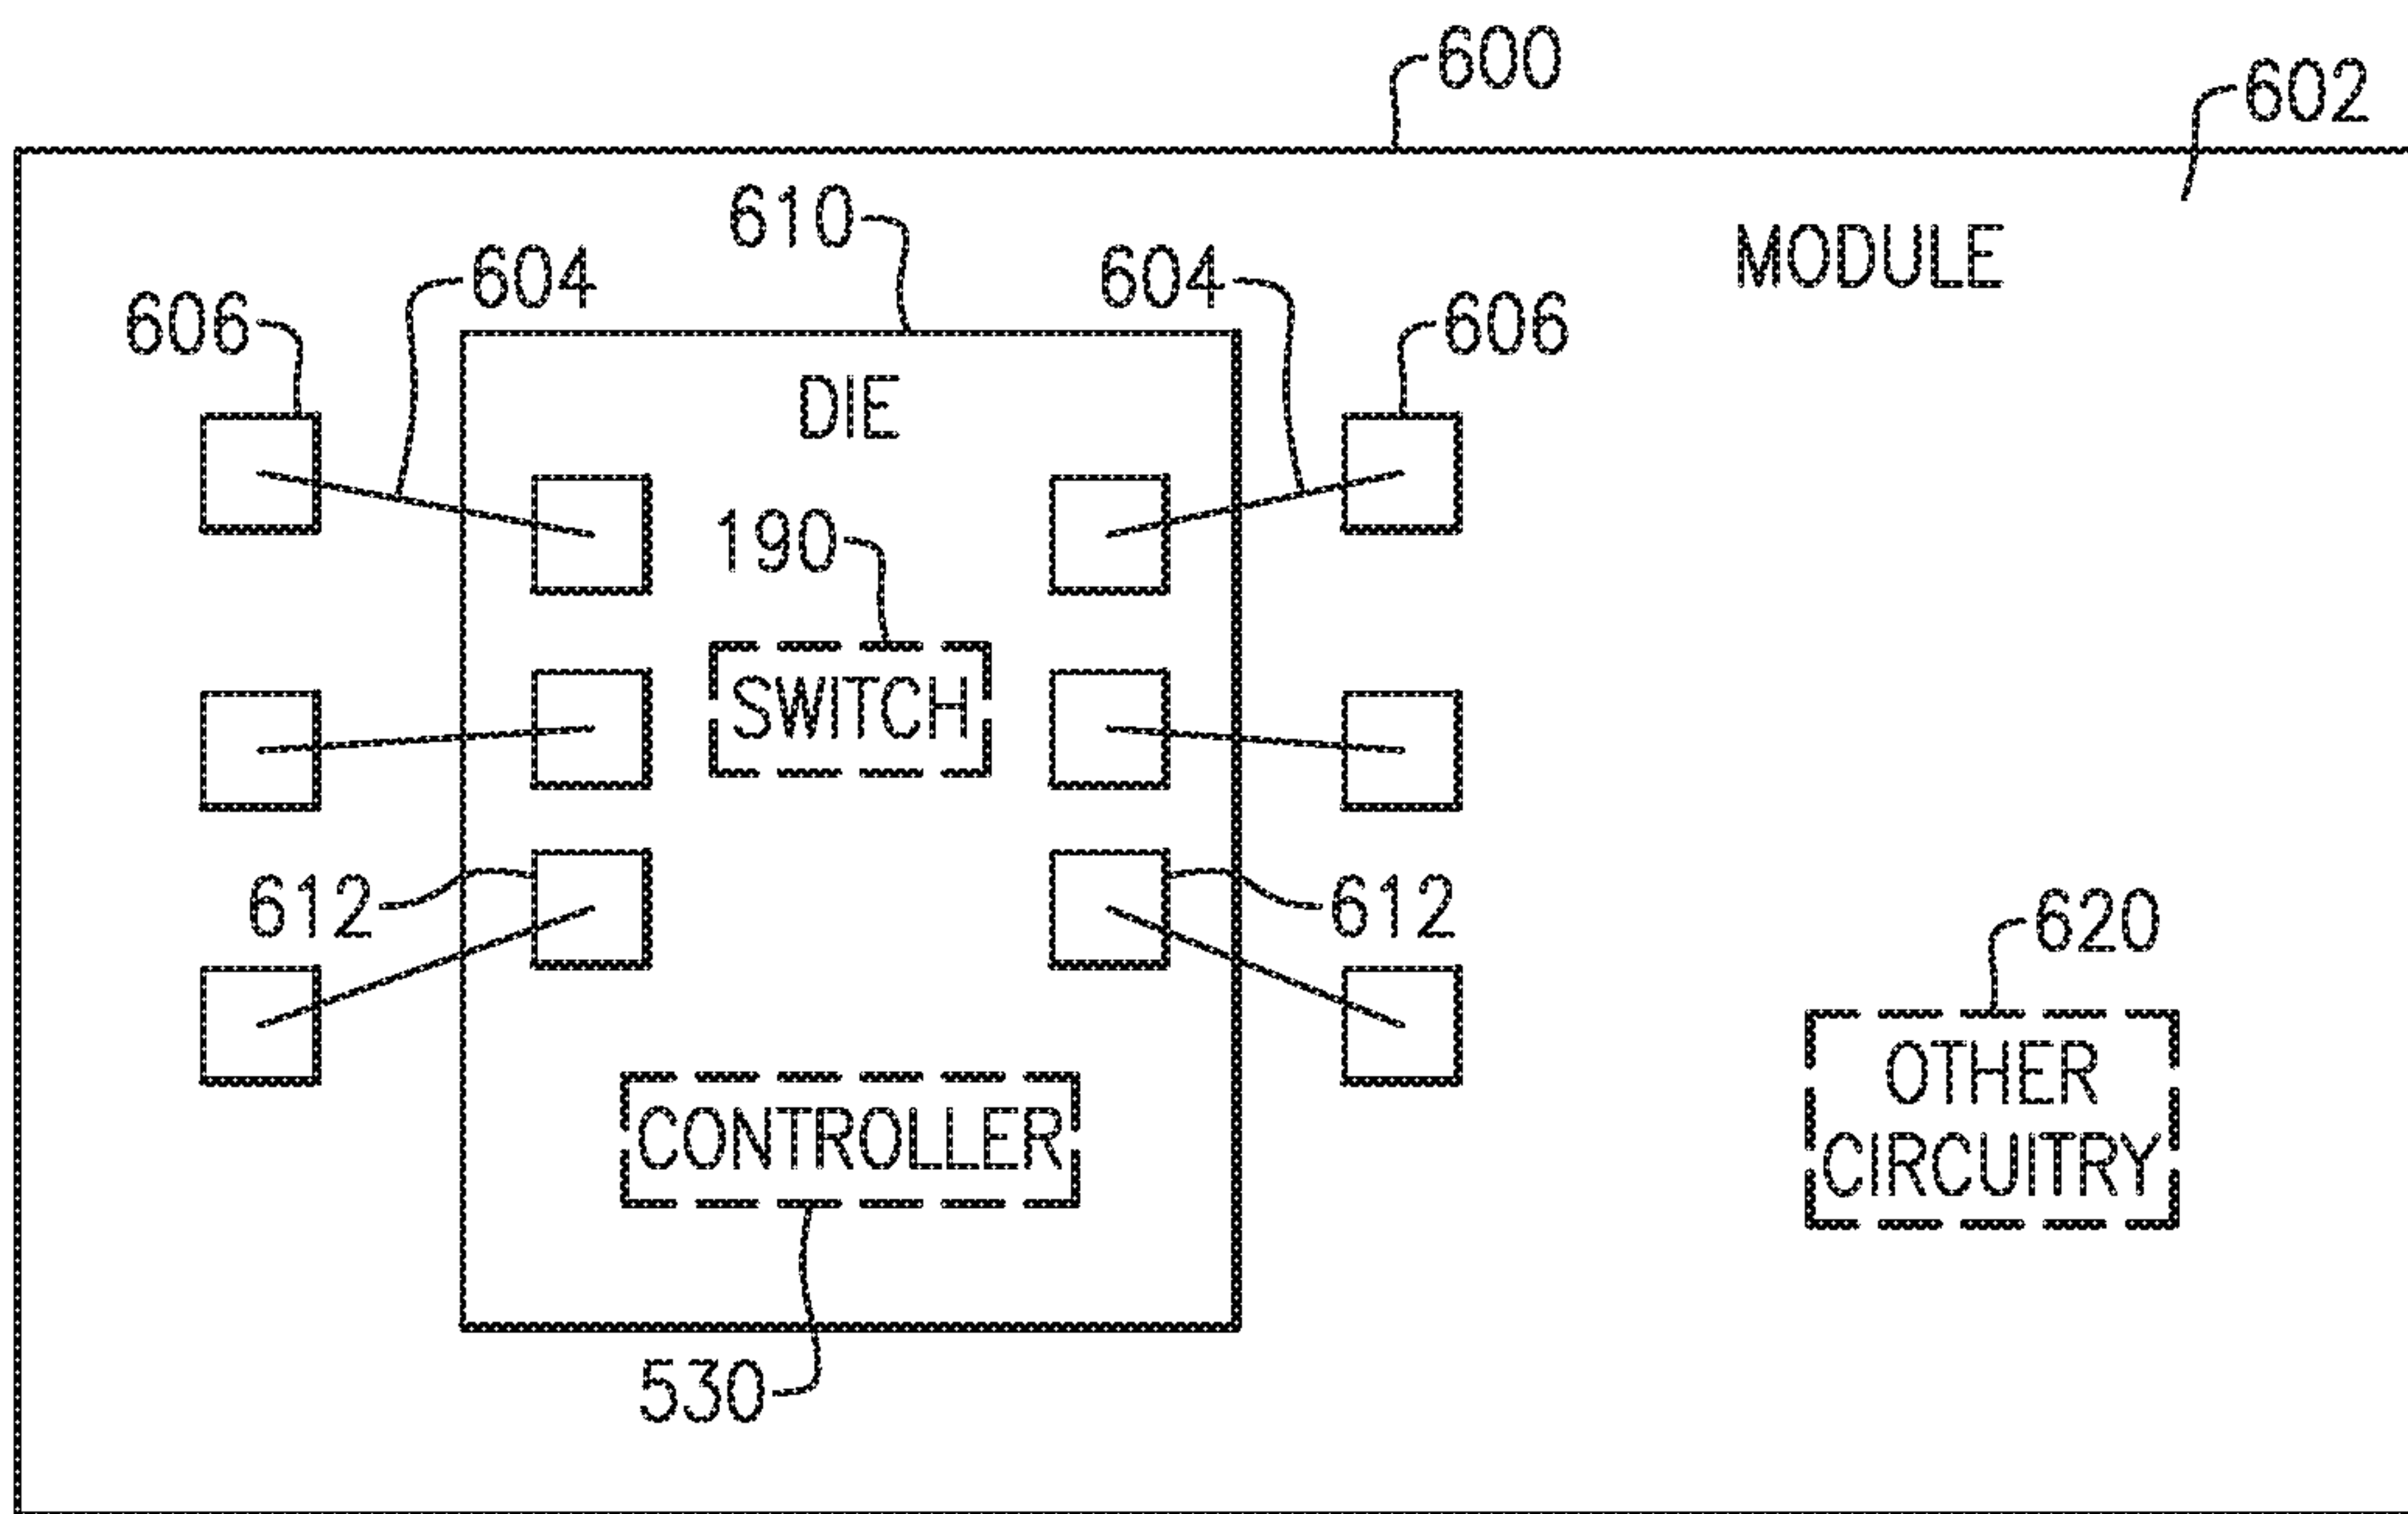 600
602
610
MODULE
604
604
606
606
DIE
190
SWITCH
612
612
620
OTHER
CIRCUITRY
CONTROLLER
530